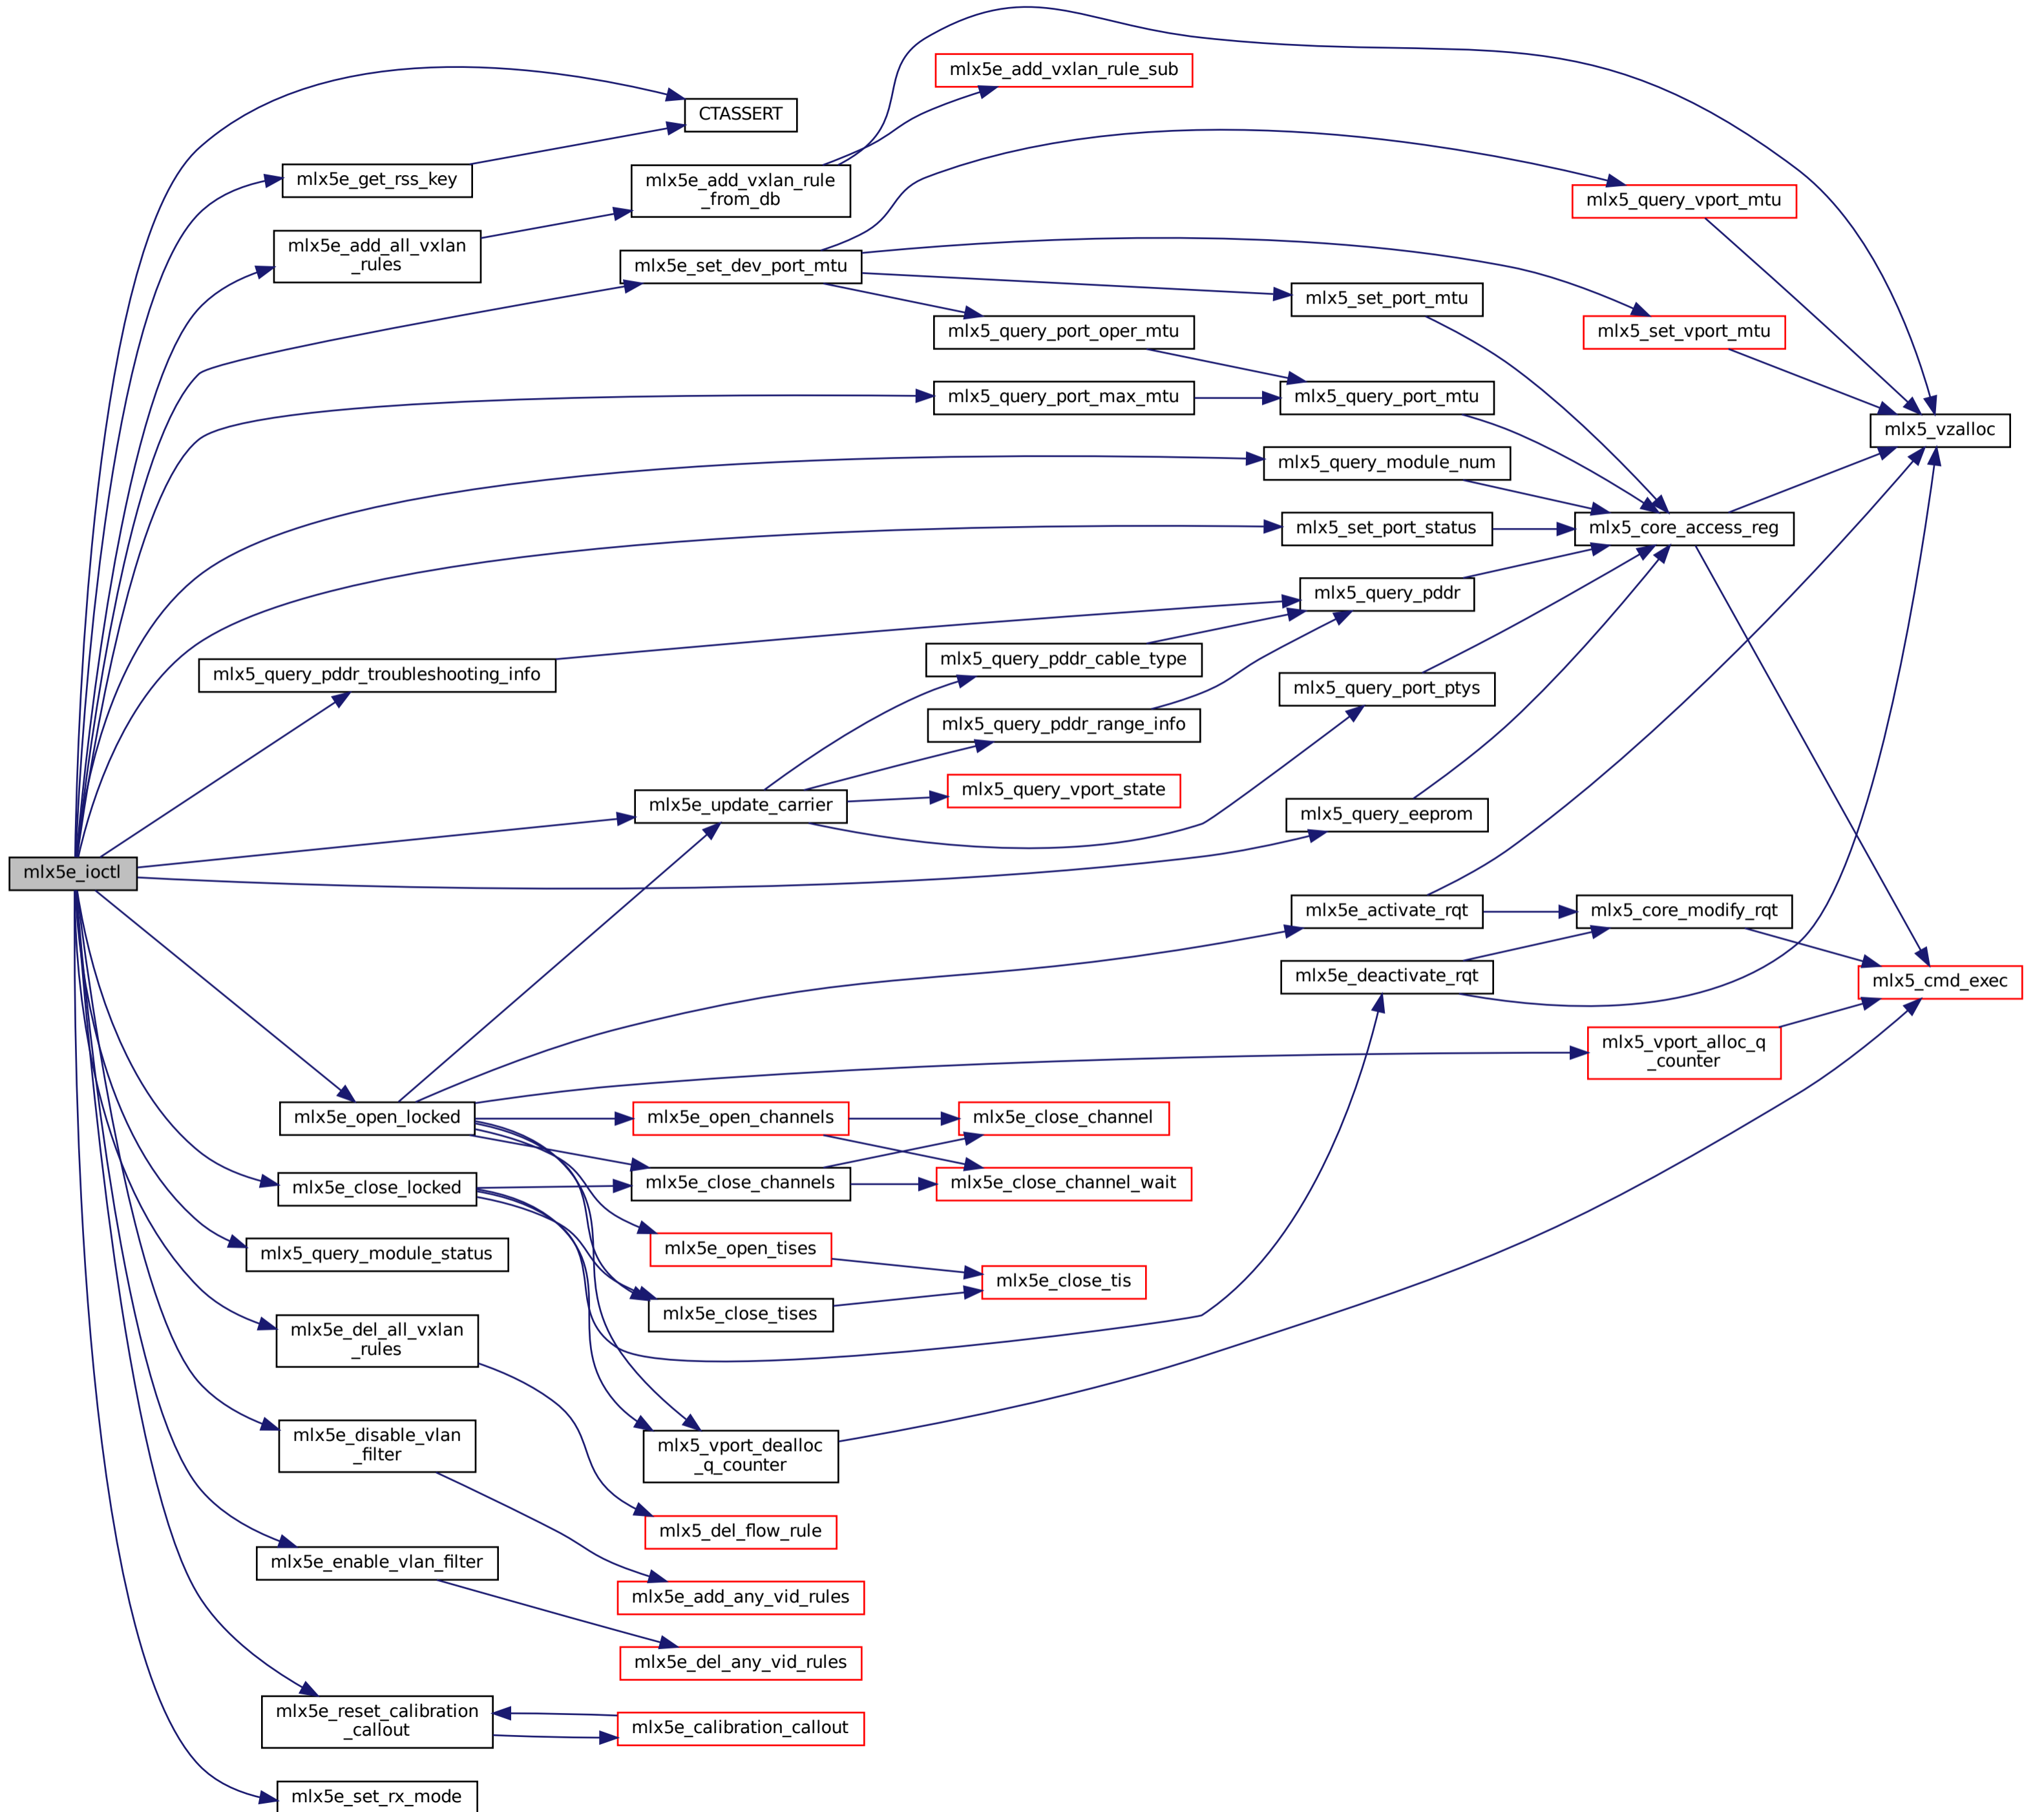 mlx5e_add_vxlan_rule_sub
CTASSERT
mlx5e_get_rss_key
mlx5e_add_vxlan_rule
_from_db
mlx5_query_vport_mtu
mlx5e_add_all_vxlan
_rules
mlx5e_set_dev_port_mtu
mlx5_set_port_mtu
mlx5_query_port_oper_mtu
mlx5_set_vport_mtu
mlx5_query_port_max_mtu
mlx5_query_port_mtu
mlx5_vzalloc
mlx5_query_module_num
mlx5_set_port_status
mlx5_core_access_reg
mlx5_query_pddr
mlx5_query_pddr_cable_type
mlx5_query_pddr_troubleshooting_info
mlx5_query_port_ptys
mlx5_query_pddr_range_info
mlx5_query_vport_state
mlx5e_update_carrier
mlx5_query_eeprom
mlx5e_ioctl
mlx5e_activate_rqt
mlx5_core_modify_rqt
mlx5e_deactivate_rqt
mlx5_cmd_exec
mlx5_vport_alloc_q
_counter
mlx5e_open_locked
mlx5e_open_channels
mlx5e_close_channel
mlx5e_close_locked
mlx5e_close_channels
mlx5e_close_channel_wait
mlx5_query_module_status
mlx5e_open_tises
mlx5e_close_tis
mlx5e_close_tises
mlx5e_del_all_vxlan
_rules
mlx5e_disable_vlan
_filter
mlx5_vport_dealloc
_q_counter
mlx5_del_flow_rule
mlx5e_enable_vlan_filter
mlx5e_add_any_vid_rules
mlx5e_del_any_vid_rules
mlx5e_reset_calibration
_callout
mlx5e_calibration_callout
mlx5e_set_rx_mode